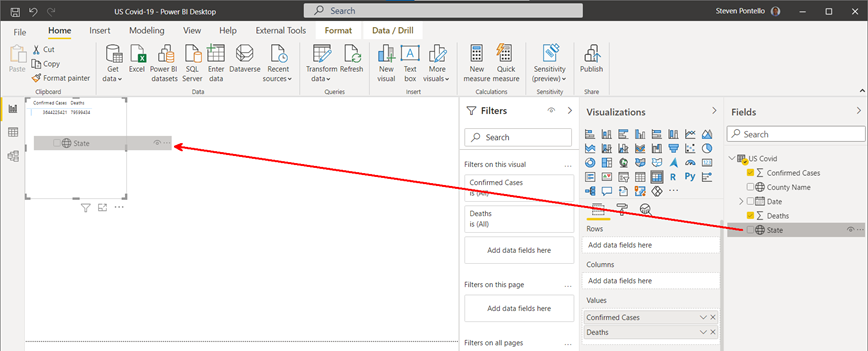 US Covid-19 - Power BI Desktop
Search
Steven Pontello
File
Home
Insert
Modeling
View
Help
External Tools
Format
Data / Drill
Paste
Cut
Copy
Format painter
Clipboard
Get data
Excel
Power BI datasets
SQL Server
Enter data
Dataverse
Recent sources
Data
Transform data
Refresh
Queries
New visual
Text box
More visuals
Insert
New measure
Quick measure
Calculations
Sensitivity (preview)
Sensitivity
Publish
Share
Confirmed Cases Deaths
State
Filters
Search
Filters on this visual
Confirmed Cases
is (All)
Deaths
is (All)
Add data fields here
Filters on this page
Add data fields here
Filters on all pages
Visualizations
R
Py
Rows
Add data fields here
Columns
Add data fields here
Values
Confirmed Cases
Deaths
Fields
Search
US Covid
Confirmed Cases
County Name
Date
Deaths
State